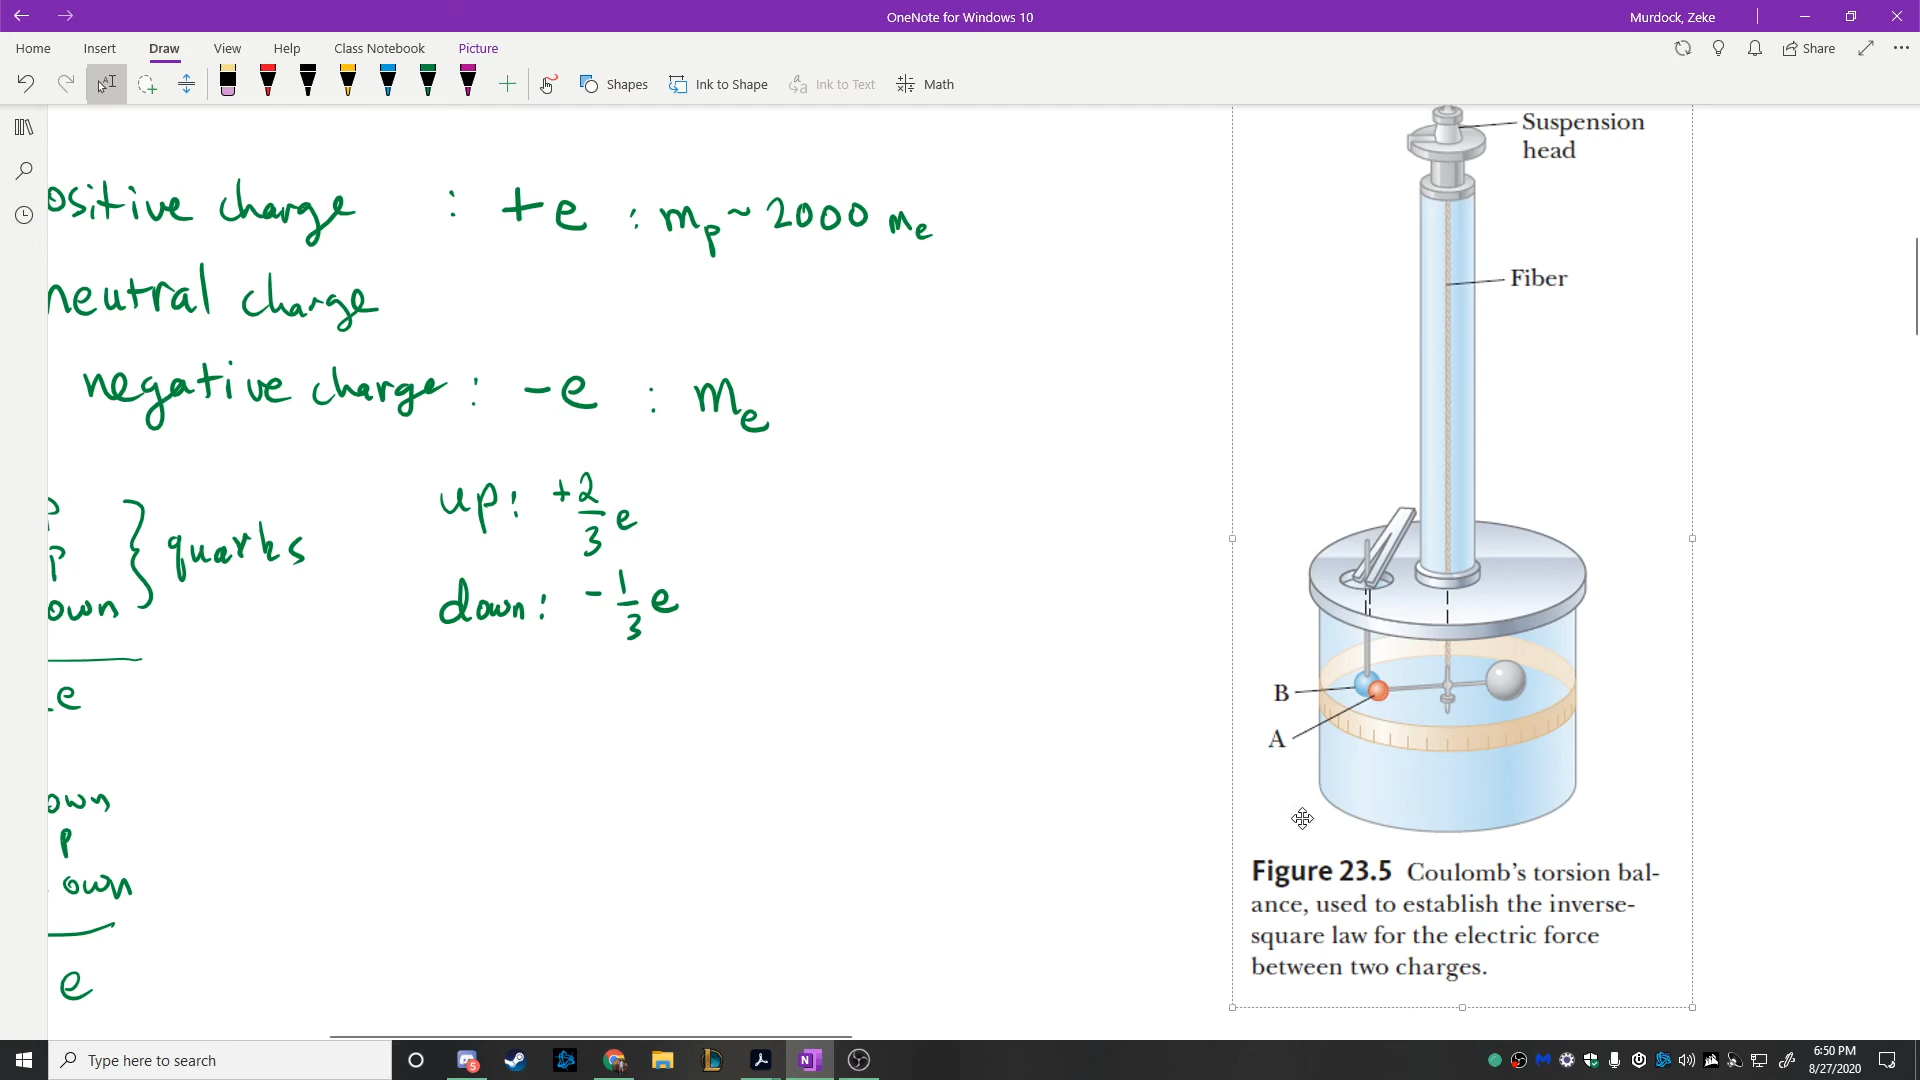 OneNote for Windows 10
Murdock, Zeke
Home Insert Draw View Help Class Notebook Picture
Share
Shapes Ink to Shape Ink to Text Math
ositive charge : +e : mp ~ 2000 me
neutral charge
negative charge : -e : me
up: +2/3 e
p
p } quarks
own
down: -1/3 e
e
own
p
own
e
Suspension
head
Fiber
B
A
Figure 23.5 Coulomb's torsion bal-
ance, used to establish the inverse-
square law for the electric force
between two charges.
Type here to search
6:50 PM
8/27/2020